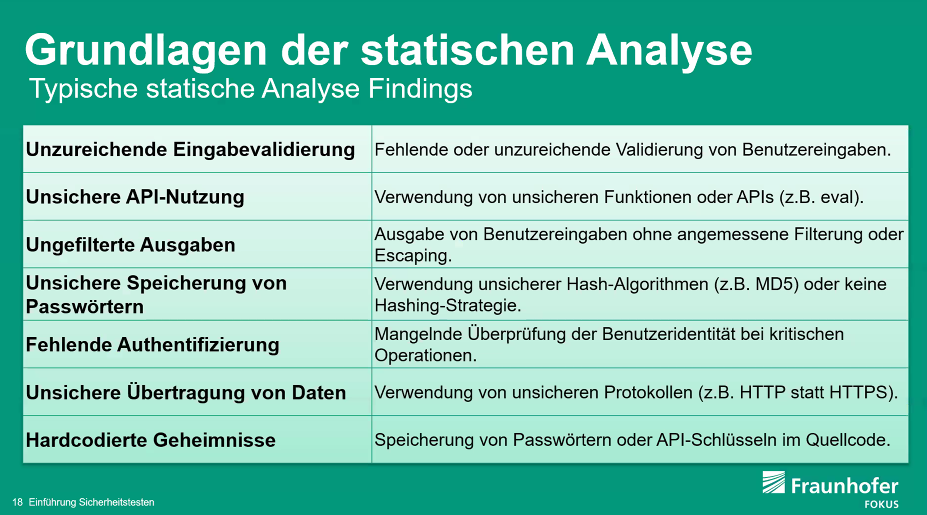 Grundlagen der statischen Analyse
Typische statische Analyse Findings
Unzureichende Eingabevalidierung
Fehlende oder unzureichende Validierung von Benutzereingaben.
Unsichere API-Nutzung
Verwendung von unsicheren Funktionen oder APIs (z.B. eval).
Ungefilterte Ausgaben
Ausgabe von Benutzereingaben ohne angemessene Filterung oder
Escaping.
Unsichere Speicherung von
Passwörtern
Verwendung unsicherer Hash-Algorithmen (z.B. MD5) oder keine
Hashing-Strategie.
Fehlende Authentifizierung
Mangelnde Überprüfung der Benutzeridentität bei kritischen
Operationen.
Unsichere Übertragung von Daten
Verwendung von unsicheren Protokollen (z.B. HTTP statt HTTPS).
Hardcodierte Geheimnisse
Speicherung von Passwörtern oder API-Schlüsseln im Quellcode.
18 Einführung Sicherheitstesten
Fraunhofer
FOKUS